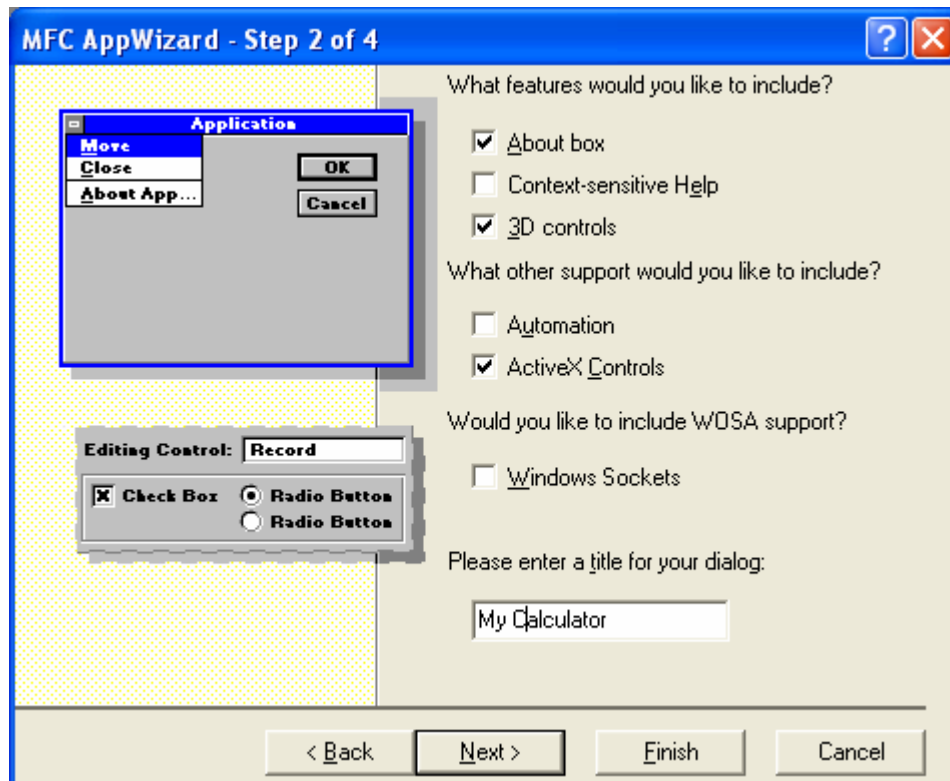 MFC AppWizard - Step 2 of 4
Application
Move
Close
About App...
OK
Cancel
Editing Control: Record
Check Box
Radio Button
Radio Button
What features would you like to include?
About box
Context-sensitive Help
3D controls
What other support would you like to include?
Automation
ActiveX Controls
Would you like to include WOSA support?
Windows Sockets
Please enter a title for your dialog:
My Calculator
< Back
Next >
Finish
Cancel